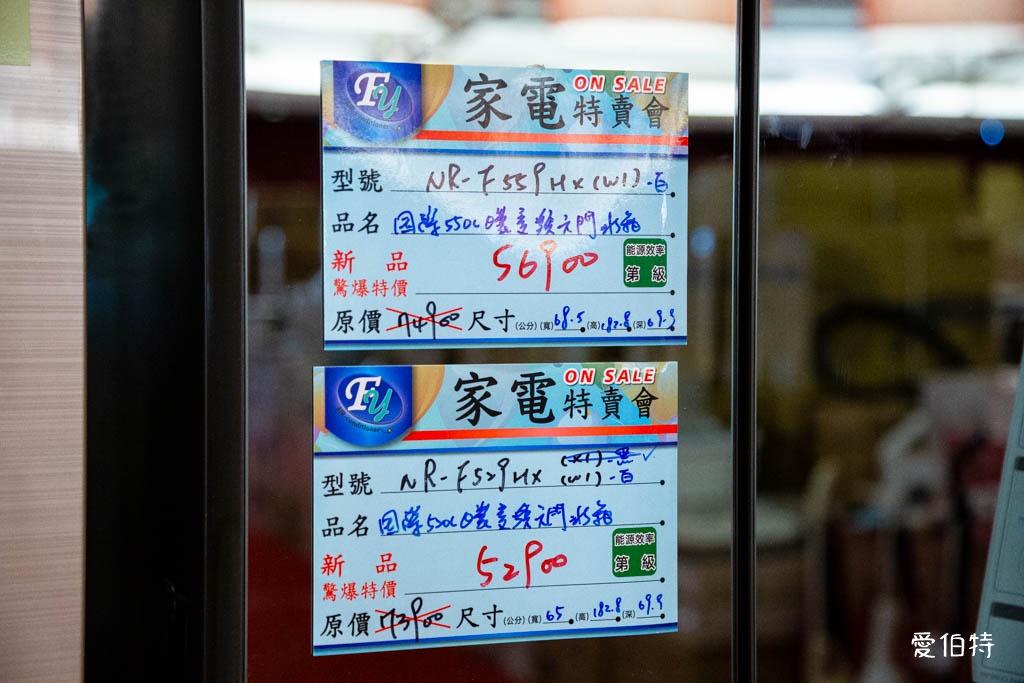 FY
家電 ON SALE 特賣會
型號 NR-F559HX(W1)-白
品名 國際550L日製變頻六門冰箱
新品 56900 能源效率
驚爆特價 第 級
原價 74900 尺寸(公分)(寬)68.5(高)182.8(深)69.9
FY
家電 ON SALE 特賣會
(X1)-黑 ✓
型號 NR-F529HX (W1)-白
品名 國際520L日製變頻六門冰箱
新品 52900 能源效率
驚爆特價 第 級
原價 73900 尺寸(公分)(寬)65(高)182.8(深)69.9
愛伯特